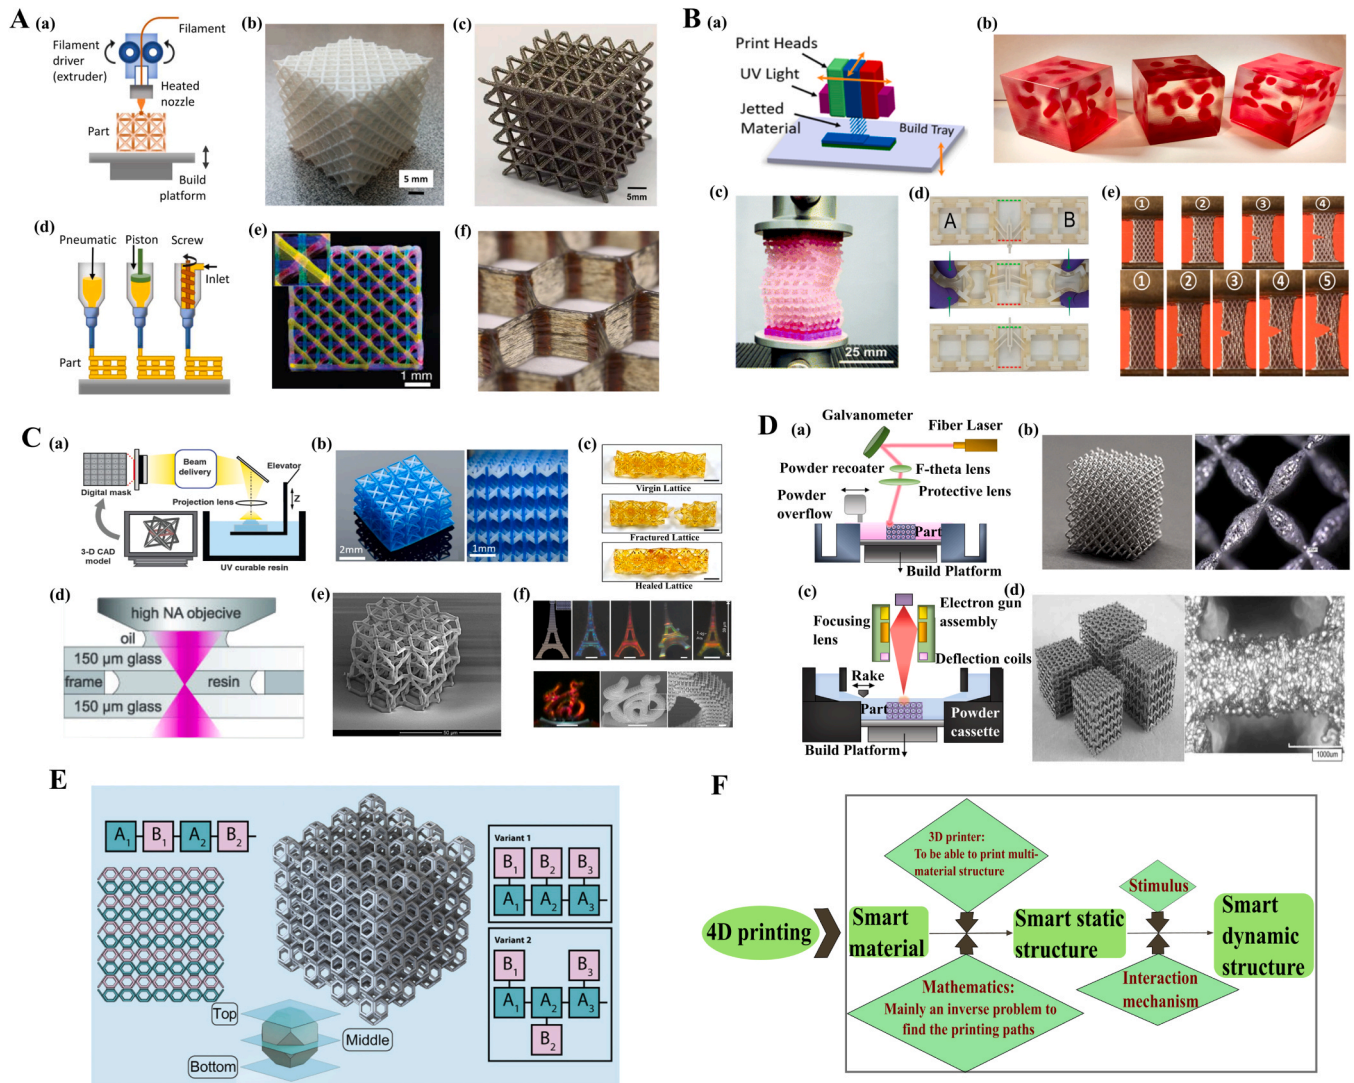 A
(a)
Filament
Filament
driver
(extruder)
Heated
nozzle
Part
Build
platform
(b)
5 mm
(c)
5mm
(d)
Pneumatic
Piston
Screw
Inlet
Part
(e)
1 mm
(f)
B
(a)
Print Heads
UV Light
Jetted
Material
Build Tray
(b)
(c)
25 mm
(d)
A
B
(e)
① ② ③ ④
① ② ③ ④ ⑤
C
(a)
Digital mask
Beam
delivery
Elevator
Projection lens
Z
3-D CAD
model
UV curable resin
(b)
2mm
1mm
(c)
Virgin Lattice
Fractured Lattice
Healed Lattice
(d)
high NA objecive
oil
150 µm glass
frame
resin
150 µm glass
(e)
(f)
D
(a)
Galvanometer
Fiber Laser
Powder recoater
F-theta lens
Protective lens
Powder
overflow
Part
Build Platform
(b)
(c)
Focusing
lens
Electron gun
assembly
Deflection coils
Rake
Part
Powder
cassette
Build Platform
(d)
1000um
E
A1 B1 A2 B2
Top
Middle
Bottom
Variant 1
B1 B2 B3
A1 A2 A3
Variant 2
B1 B3
A1 A2 A3
B2
F
4D printing
3D printer:
To be able to print multi-
material structure
Smart
material
Mathematics:
Mainly an inverse problem to
find the printing paths
Smart static
structure
Stimulus
Interaction
mechanism
Smart
dynamic
structure